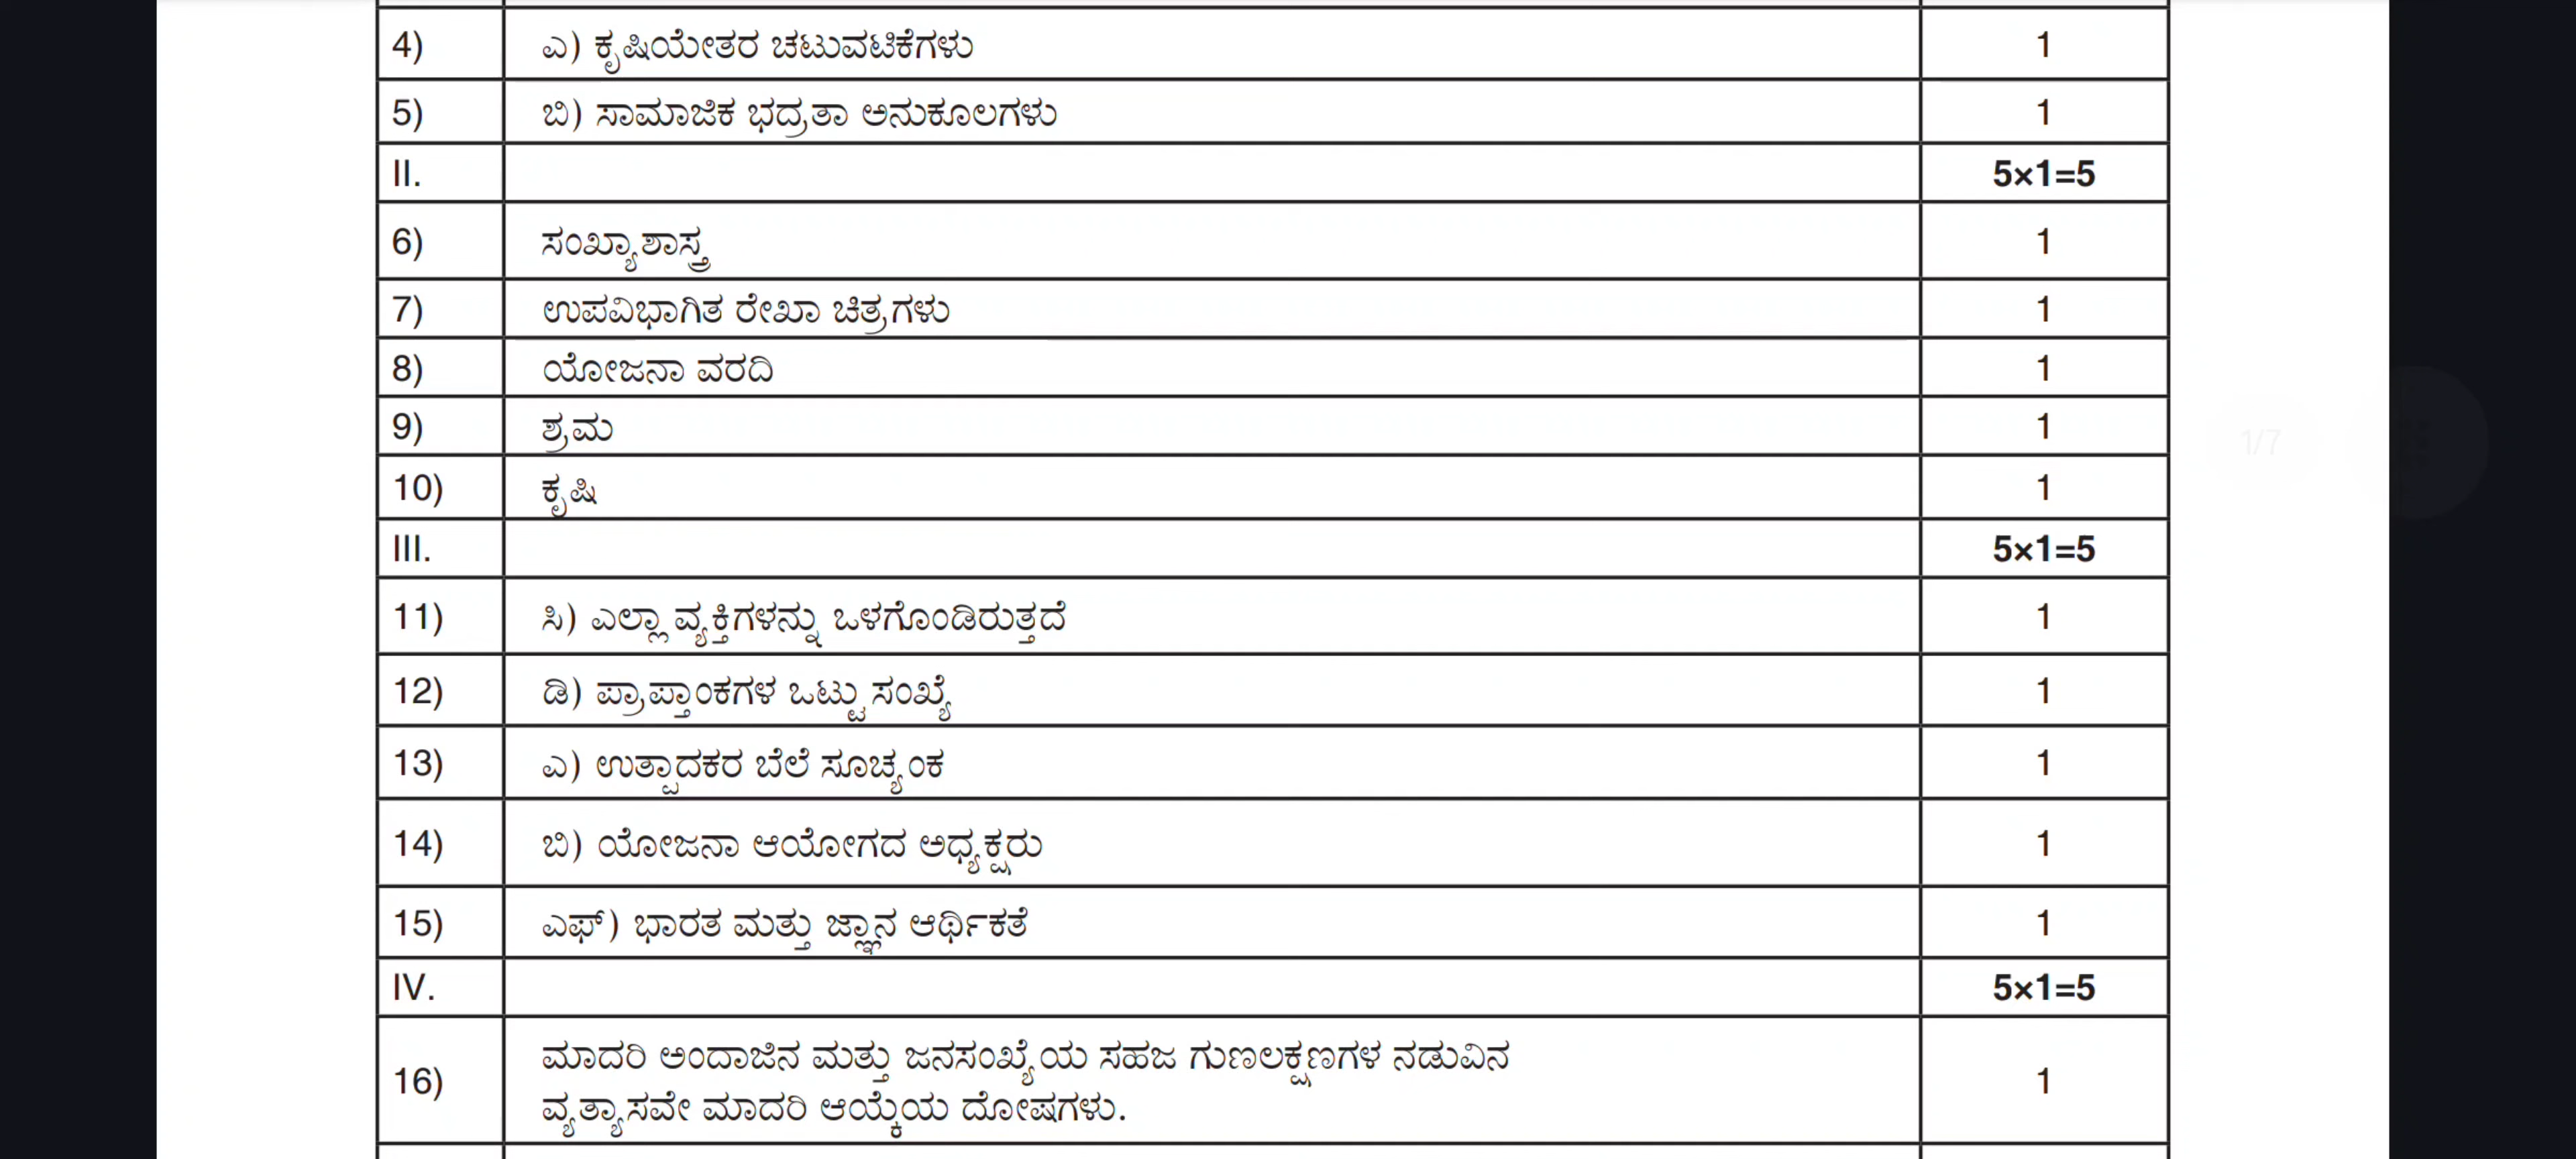 4) ಎ) ಕೃಷಿಯೇತರ ಚಟುವಟಿಕೆಗಳು 1
5) ಬಿ) ಸಾಮಾಜಿಕ ಭದ್ರತಾ ಅನುಕೂಲಗಳು 1
II. 5×1=5
6) ಸಂಖ್ಯಾಶಾಸ್ತ್ರ 1
7) ಉಪವಿಭಾಗಿತ ರೇಖಾ ಚಿತ್ರಗಳು 1
8) ಯೋಜನಾ ವರದಿ 1
9) ಶ್ರಮ 1
10) ಕೃಷಿ 1
III. 5×1=5
11) ಸಿ) ಎಲ್ಲಾ ವ್ಯಕ್ತಿಗಳನ್ನು ಒಳಗೊಂಡಿರುತ್ತದೆ 1
12) ಡಿ) ಪ್ರಾಪ್ತಾಂಕಗಳ ಒಟ್ಟು ಸಂಖ್ಯೆ 1
13) ಎ) ಉತ್ಪಾದಕರ ಬೆಲೆ ಸೂಚ್ಯಂಕ 1
14) ಬಿ) ಯೋಜನಾ ಆಯೋಗದ ಅಧ್ಯಕ್ಷರು 1
15) ಎಫ್) ಭಾರತ ಮತ್ತು ಜ್ಞಾನ ಆರ್ಥಿಕತೆ 1
IV. 5×1=5
16) ಮಾದರಿ ಅಂದಾಜಿನ ಮತ್ತು ಜನಸಂಖ್ಯೆಯ ಸಹಜ ಗುಣಲಕ್ಷಣಗಳ ನಡುವಿನ
ವ್ಯತ್ಯಾಸವೇ ಮಾದರಿ ಆಯ್ಕೆಯ ದೋಷಗಳು. 1
1/7